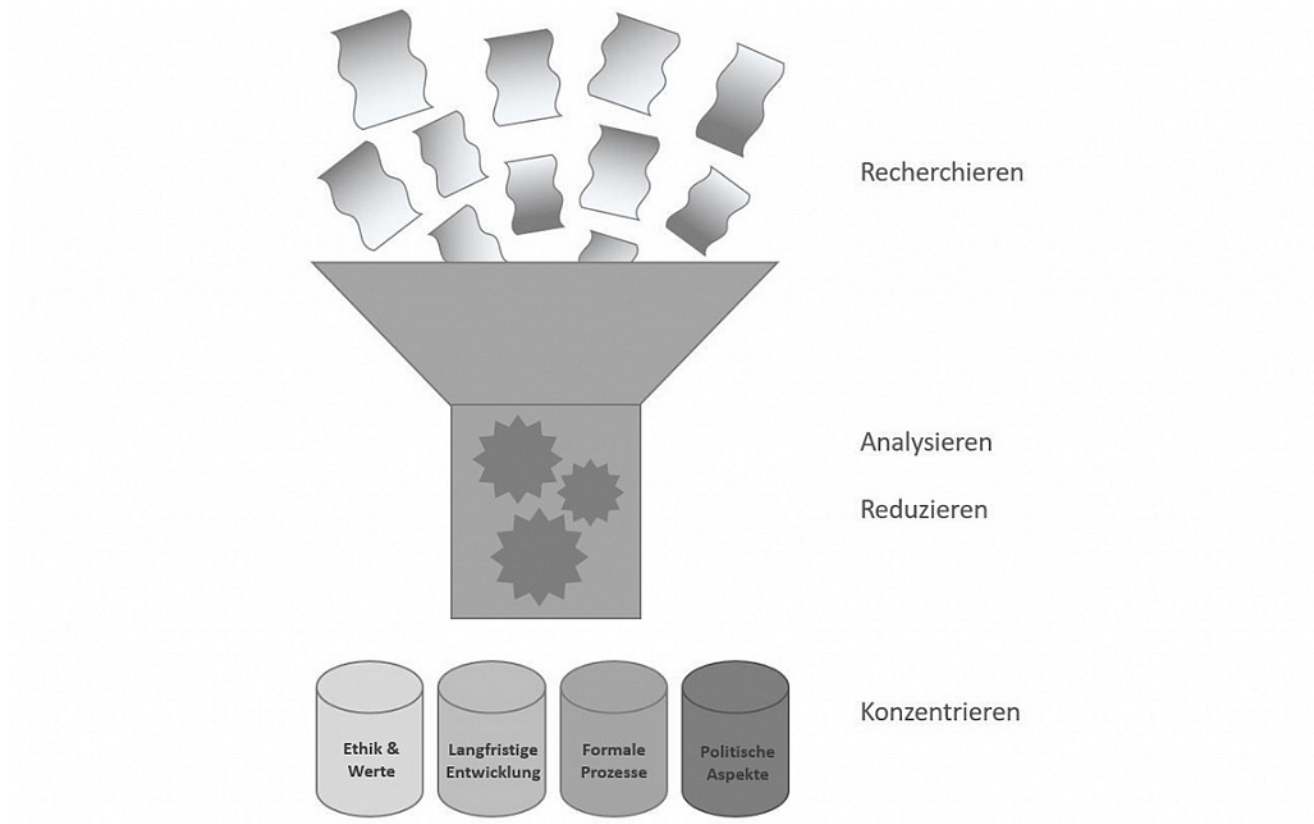 Recherchieren
Analysieren
Reduzieren
Konzentrieren
Ethik &
Werte
Langfristige
Entwicklung
Formale
Prozesse
Politische
Aspekte